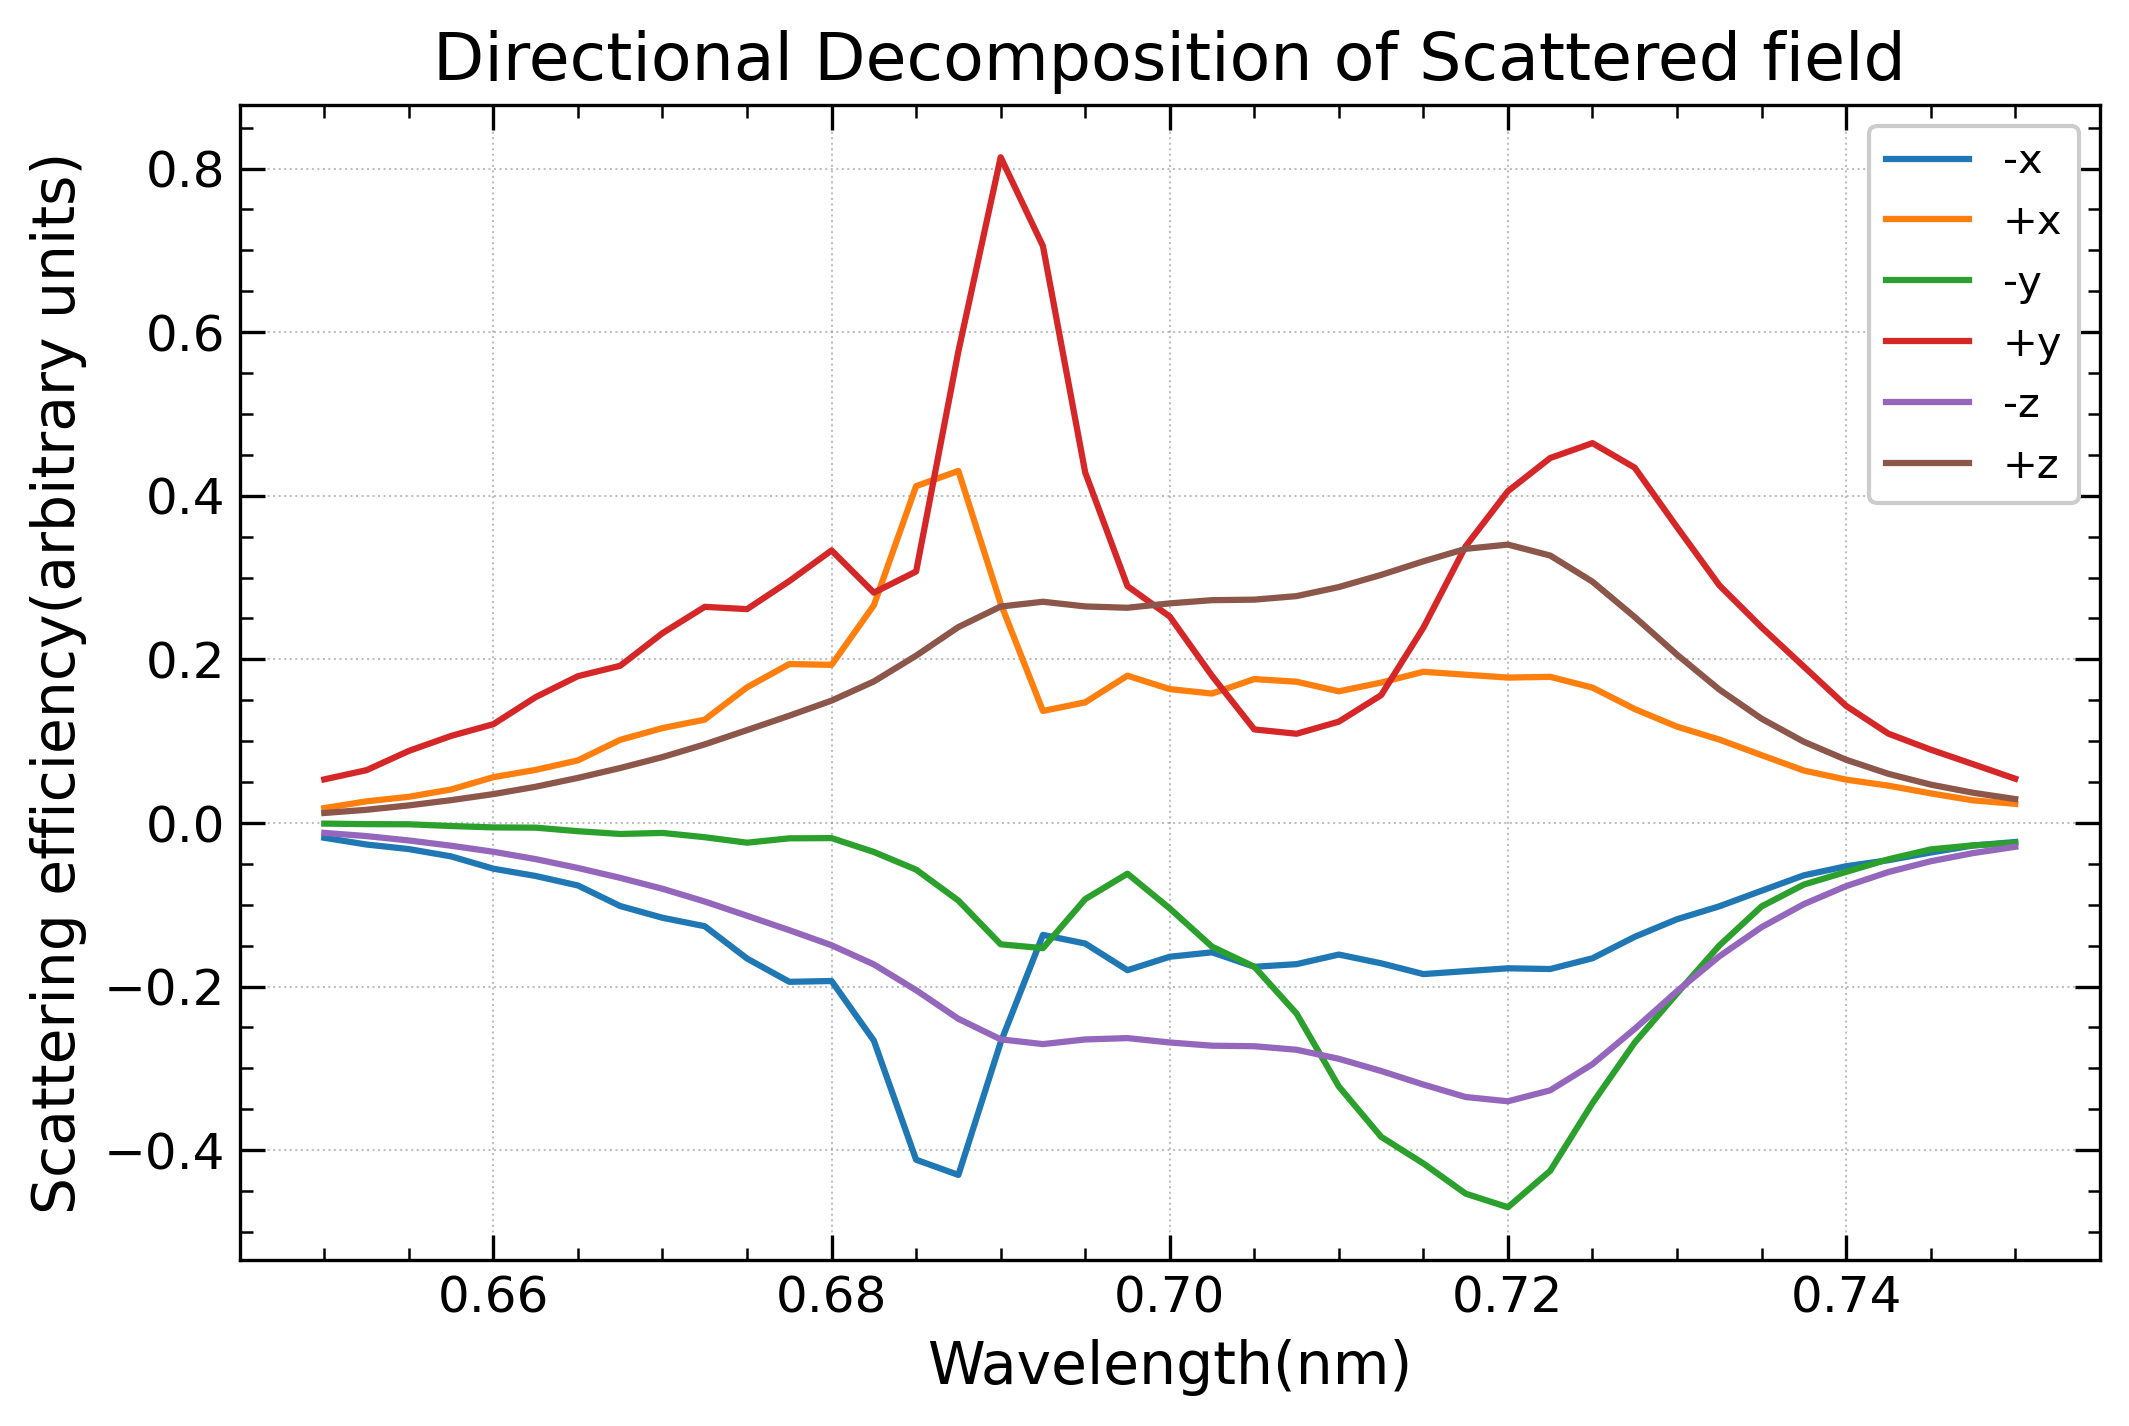 Directional Decomposition of Scattered field
Scattering efficiency(arbitrary units)
0.8
0.6
0.4
0.2
0.0
−0.2
−0.4
-x
+x
-y
+y
-z
+z
0.66
0.68
0.70
0.72
0.74
Wavelength(nm)